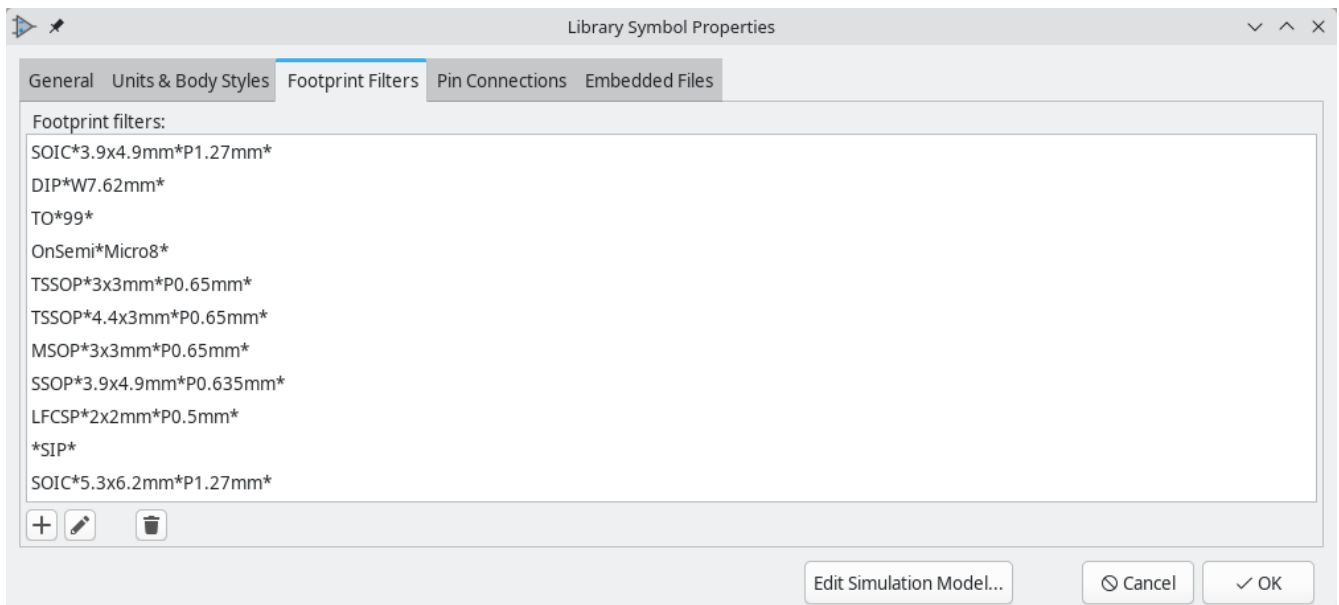 Library Symbol Properties
General Units & Body Styles Footprint Filters Pin Connections Embedded Files
Footprint filters:
SOIC*3.9x4.9mm*P1.27mm*
DIP*W7.62mm*
TO*99*
OnSemi*Micro8*
TSSOP*3x3mm*P0.65mm*
TSSOP*4.4x3mm*P0.65mm*
MSOP*3x3mm*P0.65mm*
SSOP*3.9x4.9mm*P0.635mm*
LFCSP*2x2mm*P0.5mm*
*SIP*
SOIC*5.3x6.2mm*P1.27mm*
Edit Simulation Model... Cancel OK